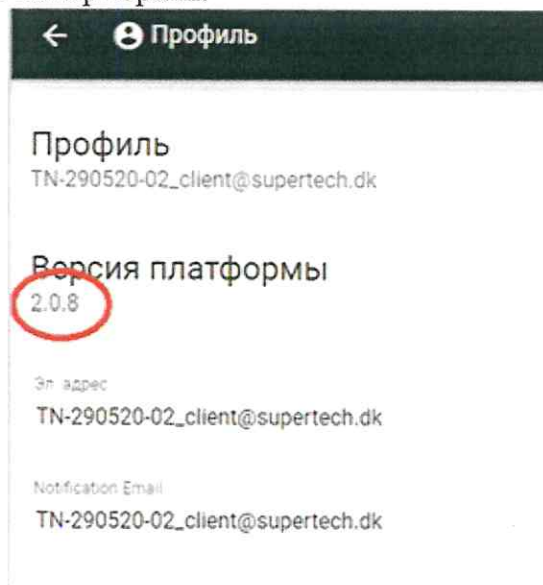 Профиль
Профиль
TN-290520-02_client@supertech.dk
Версия платформы
2.0.8
Эл. адрес
TN-290520-02_client@supertech.dk
Notification Email
TN-290520-02_client@supertech.dk